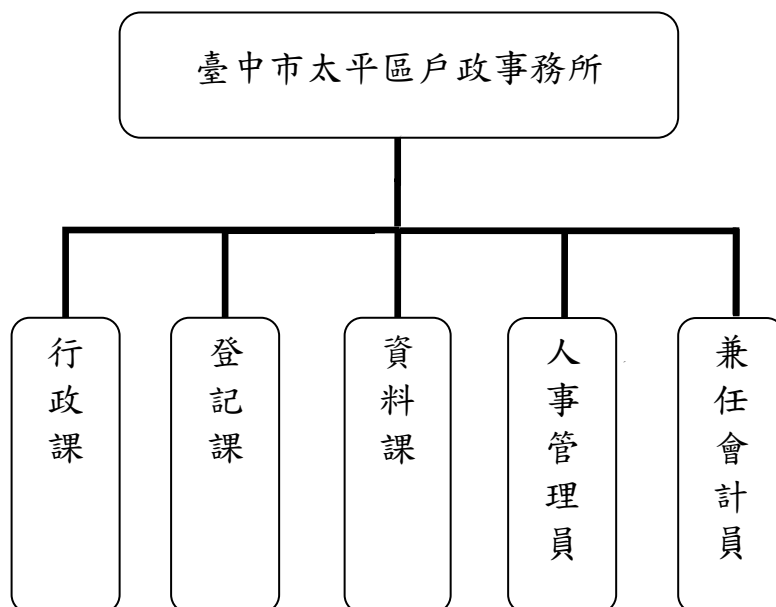 臺中市太平區戶政事務所
行政課
登記課
資料課
人事管理員
兼任會計員